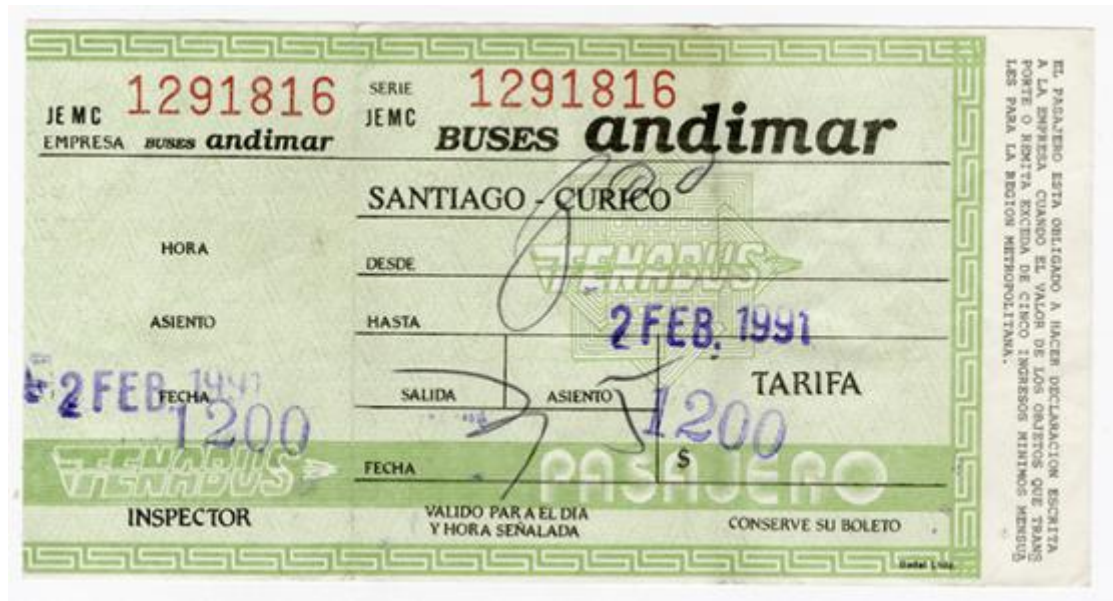 JEMC 1291816
EMPRESA BUSES andimar
HORA
ASIENTO
2 FEB. 1991
FECHA
1200
TENABUS
INSPECTOR
SERIE
JEMC 1291816
BUSES andimar
SANTIAGO - CURICO
TENABUS
DESDE
HASTA
2 FEB. 1991
SALIDA ASIENTO TARIFA
1200
FECHA $
PASAJERO
VALIDO PARA EL DIA
Y HORA SEÑALADA
CONSERVE SU BOLETO
EL PASAJERO ESTA OBLIGADO A HACER DECLARACION ESCRITA
A LA EMPRESA CUANDO EL VALOR DE LOS OBJETOS QUE TRANS
PORTE O REMITA EXCEDA DE CINCO INGRESOS MINIMOS MENSUA
LES PARA LA REGION METROPOLITANA.